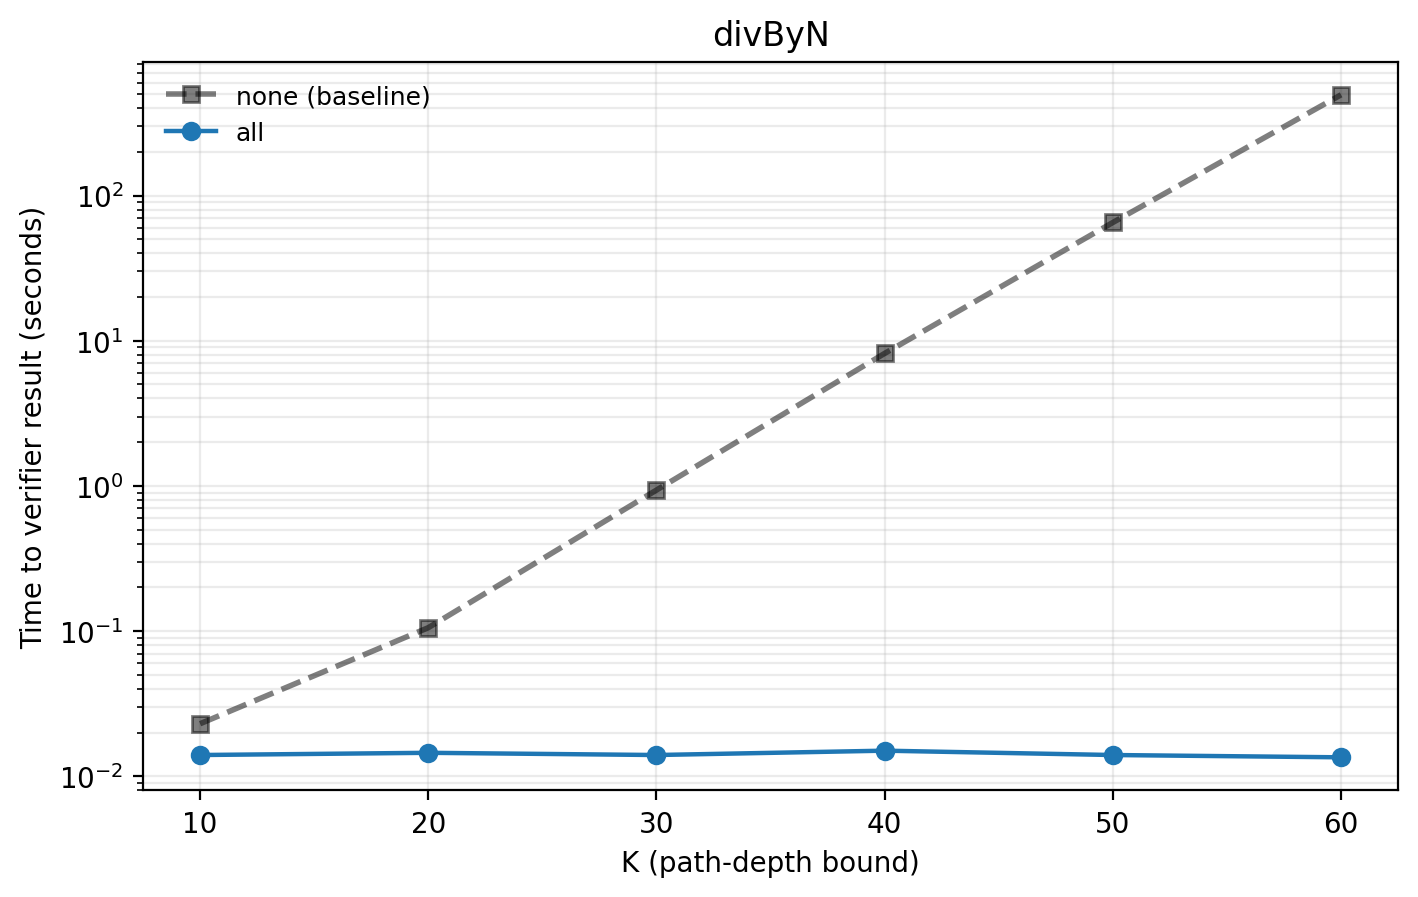 divByN
none (baseline)
all
Time to verifier result (seconds)
10²
10¹
10⁰
10⁻¹
10⁻²
10 20 30 40 50 60
K (path-depth bound)